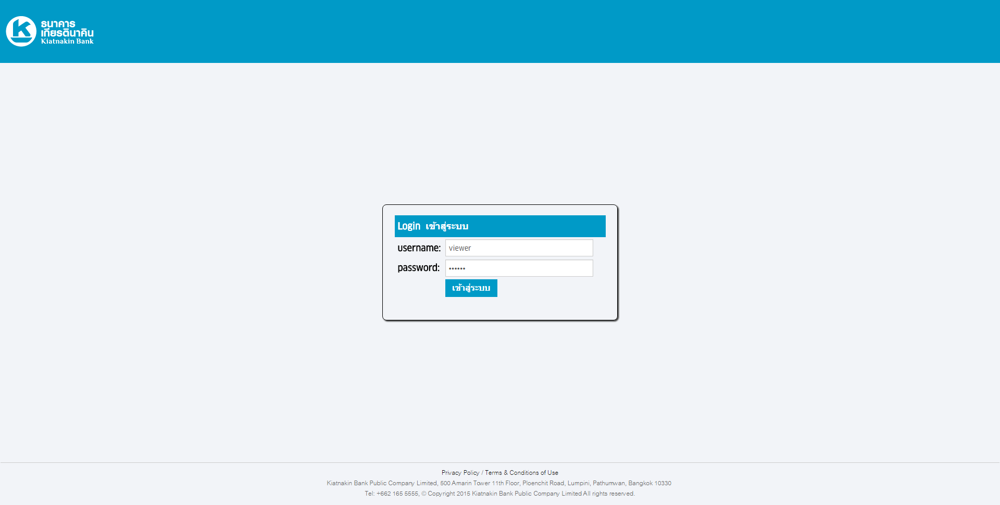 ธนาคาร
เกียรตินาคิน
Kiatnakin Bank
Login เข้าสู่ระบบ
username: viewer
password: ••••••
เข้าสู่ระบบ
Privacy Policy / Terms & Conditions of Use
Kiatnakin Bank Public Company Limited, 500 Amarin Tower 11th Floor, Ploenchit Road, Lumpini, Pathumwan, Bangkok 10330
Tel: +662 165 5555, © Copyright 2015 Kiatnakin Bank Public Company Limited All rights reserved.